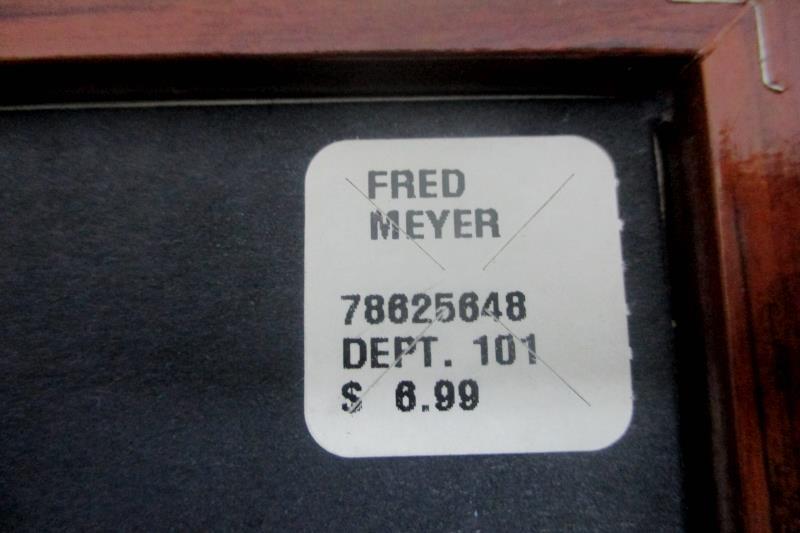 FRED
MEYER
78625648
DEPT. 101
$ 6.99